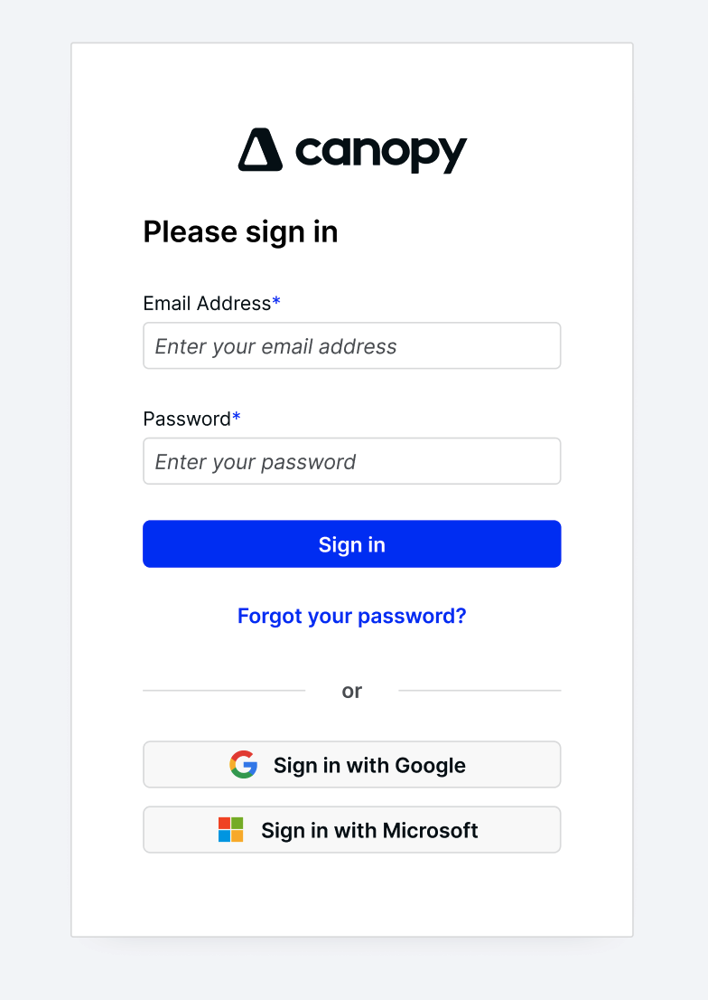 canopy
Please sign in
Email Address*
Enter your email address
Password*
Enter your password
Sign in
Forgot your password?
or
Sign in with Google
Sign in with Microsoft